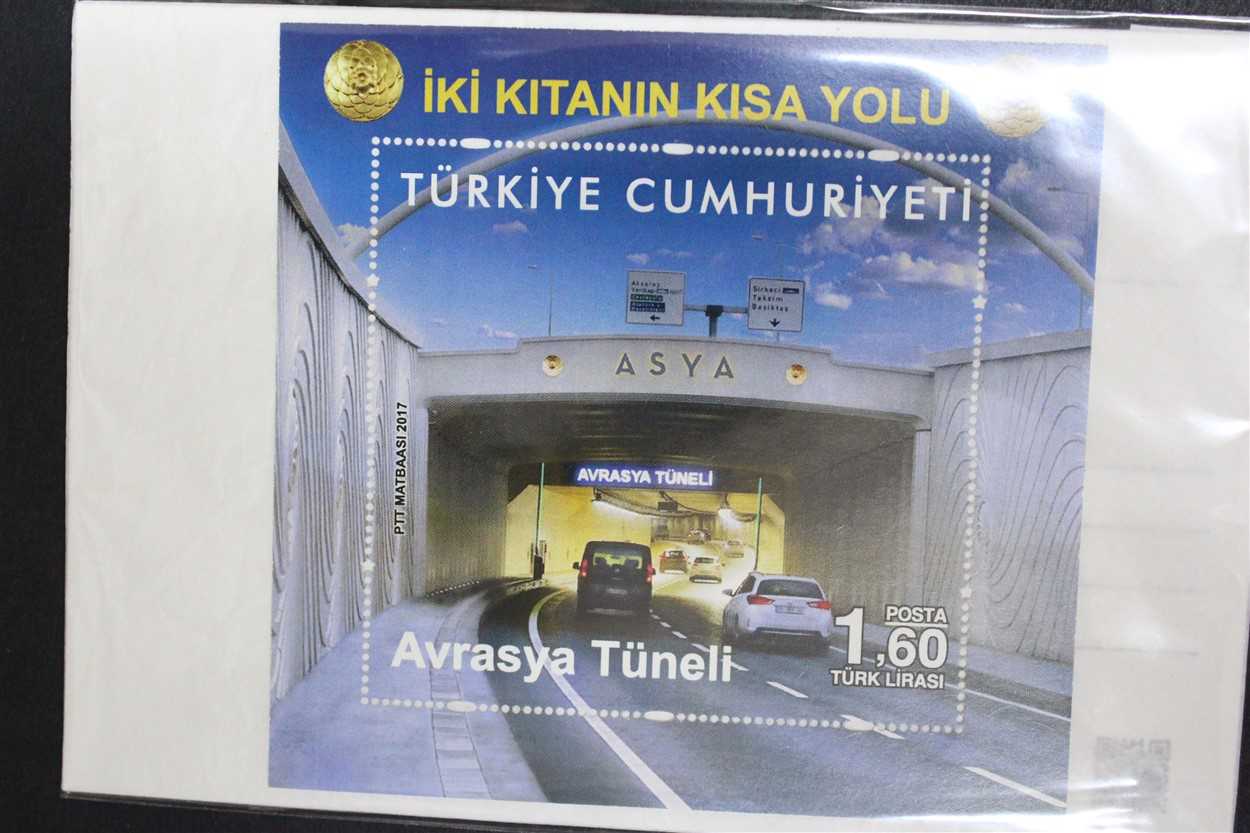 İKİ KITANIN KISA YOLU
TÜRKİYE CUMHURİYETİ
Aksaray
Sirkeci
Taksim
Beşiktaş
ASYA
PTT MATBAASI 2017
AVRASYA TÜNELİ
Avrasya Tüneli
POSTA
1,60
TÜRK LİRASI